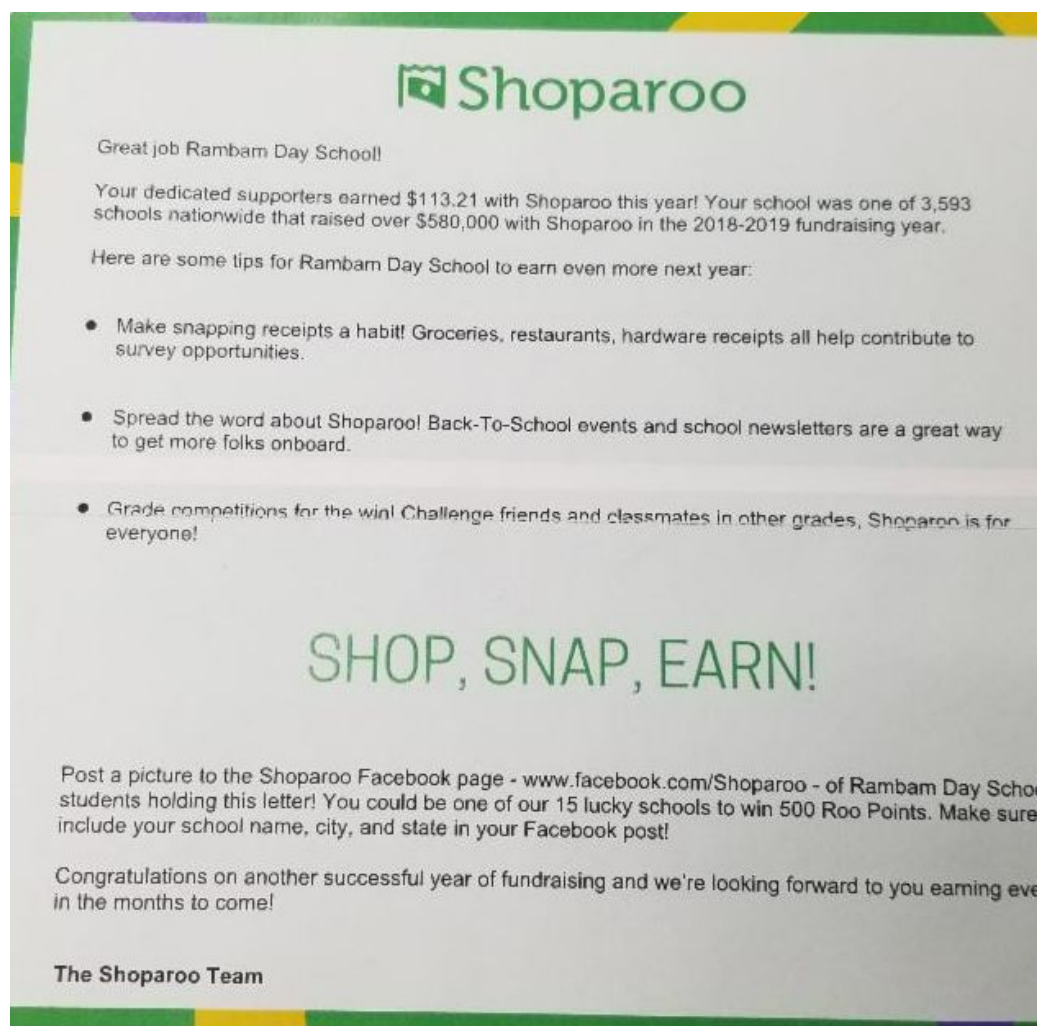 Shoparoo
Great job Rambam Day School!
Your dedicated supporters earned $113.21 with Shoparoo this year! Your school was one of 3,593
schools nationwide that raised over $580,000 with Shoparoo in the 2018-2019 fundraising year.
Here are some tips for Rambam Day School to earn even more next year:
● Make snapping receipts a habit! Groceries, restaurants, hardware receipts all help contribute to
survey opportunities.
● Spread the word about Shoparoo! Back-To-School events and school newsletters are a great way
to get more folks onboard.
● Grade competitions for the win! Challenge friends and classmates in other grades, Shoparoo is for
everyone!
SHOP, SNAP, EARN!
Post a picture to the Shoparoo Facebook page - www.facebook.com/Shoparoo - of Rambam Day Schoo
students holding this letter! You could be one of our 15 lucky schools to win 500 Roo Points. Make sure
include your school name, city, and state in your Facebook post!
Congratulations on another successful year of fundraising and we're looking forward to you earning eve
in the months to come!
The Shoparoo Team